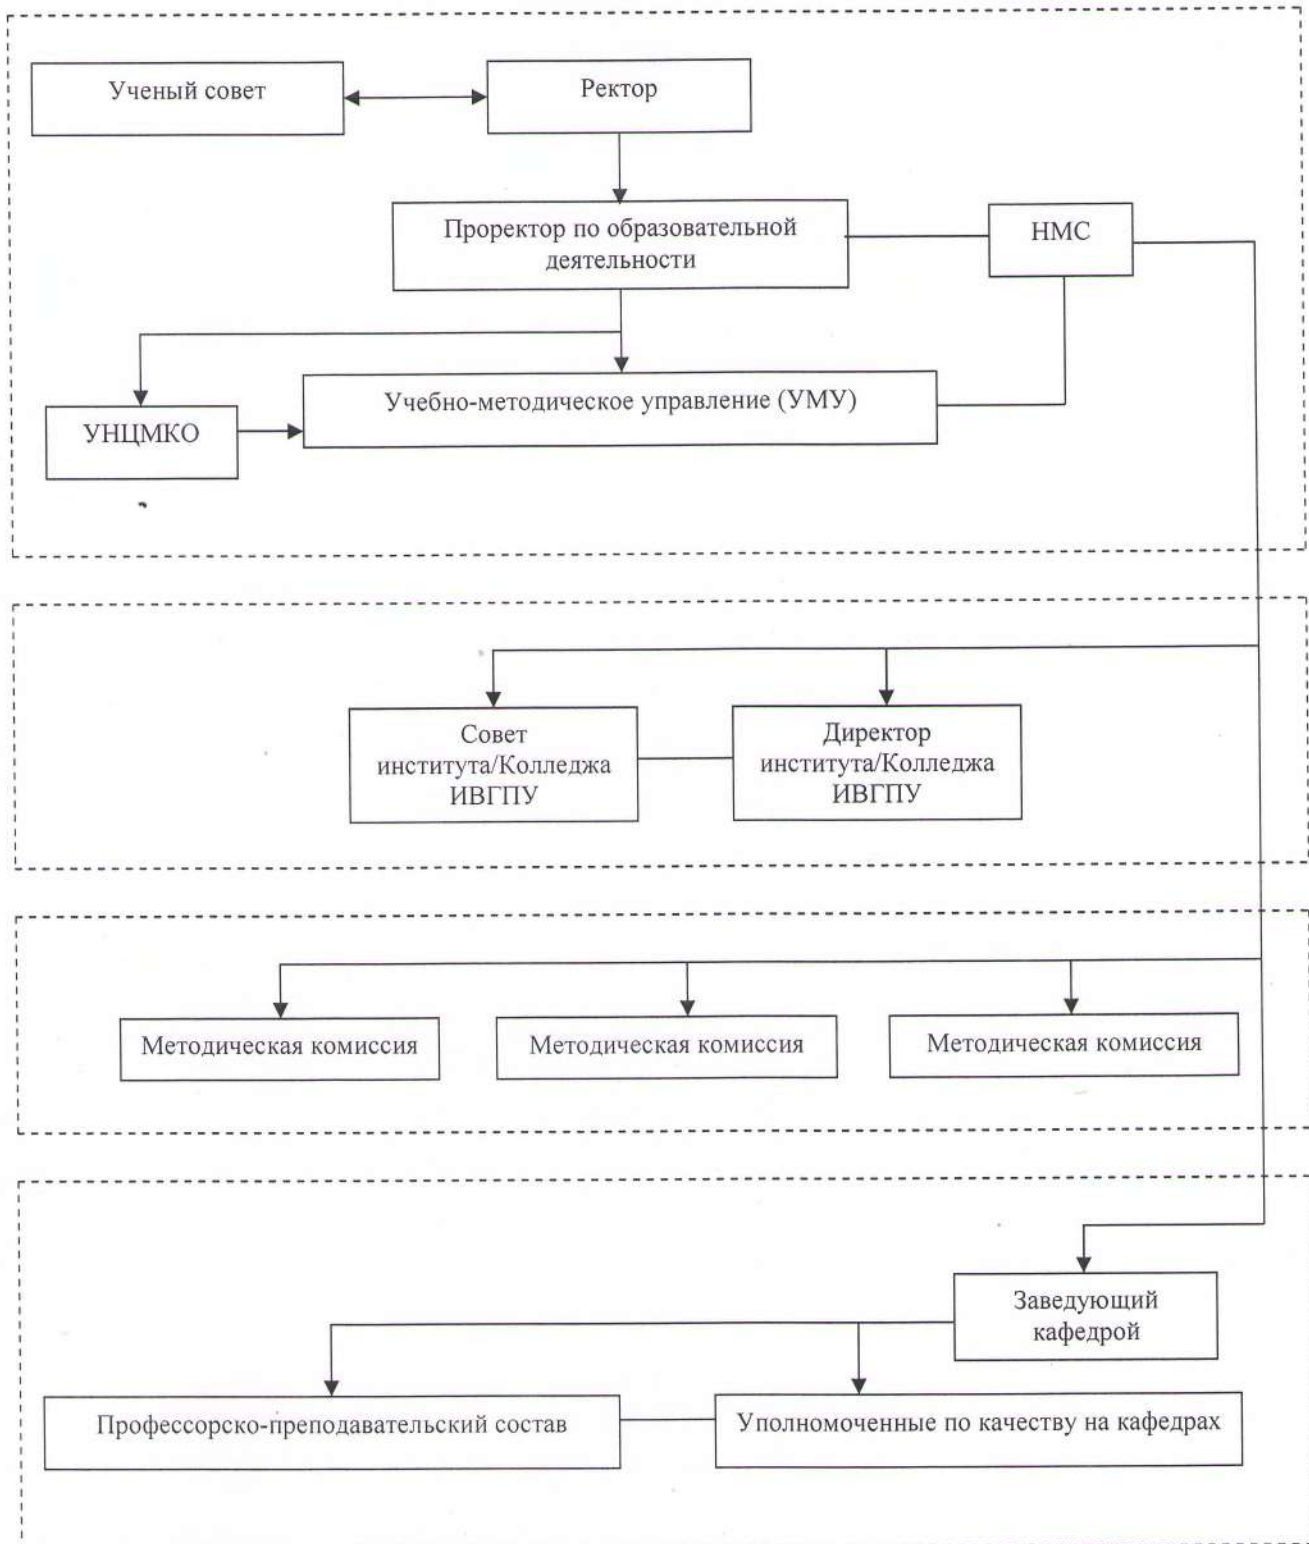 Ученый совет
Ректор
Проректор по образовательной
деятельности
НМС
Учебно-методическое управление (УМУ)
УНЦМКО
Совет
института/Колледжа
ИВГПУ
Директор
института/Колледжа
ИВГПУ
Методическая комиссия
Методическая комиссия
Методическая комиссия
Заведующий
кафедрой
Профессорско-преподавательский состав
Уполномоченные по качеству на кафедрах